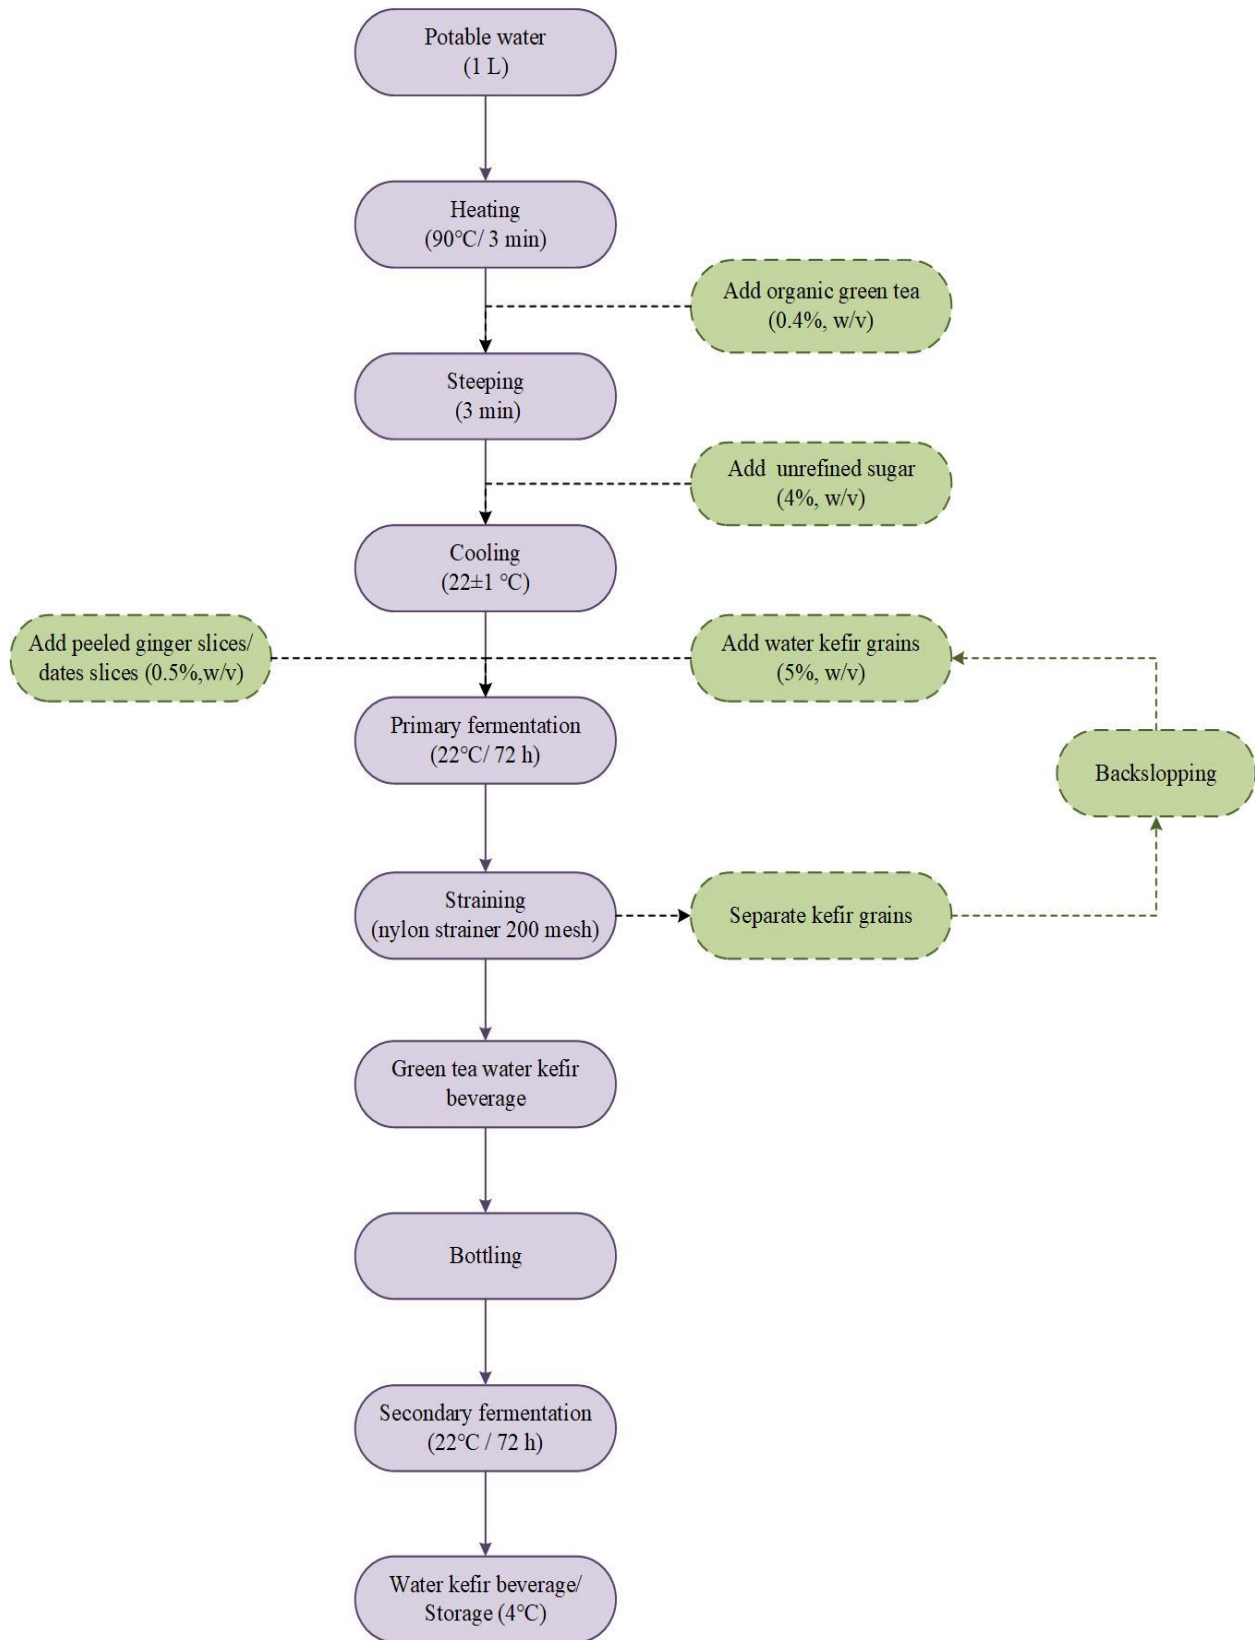 Potable water
(1 L)
Heating
(90°C/ 3 min)
Add organic green tea
(0.4%, w/v)
Steeping
(3 min)
Add  unrefined sugar
(4%, w/v)
Cooling
(22±1 °C)
Add peeled ginger slices/
dates slices (0.5%,w/v)
Add water kefir grains
(5%, w/v)
Primary fermentation
(22°C/ 72 h)
Backslopping
Straining
(nylon strainer 200 mesh)
Separate kefir grains
Green tea water kefir
beverage
Bottling
Secondary fermentation
(22°C / 72 h)
Water kefir beverage/
Storage (4°C)